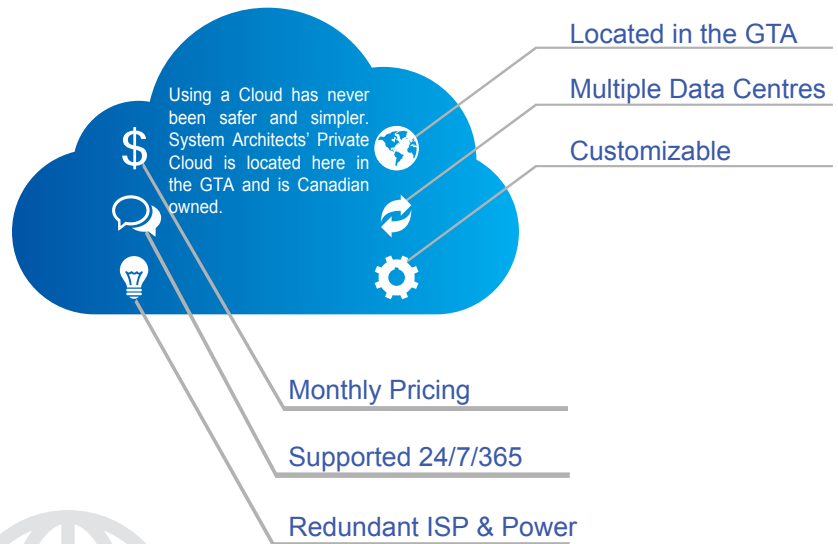 Using a Cloud has never
been safer and simpler.
System Architects' Private
Cloud is located here in
the GTA and is Canadian
owned.
$
Located in the GTA
Multiple Data Centres
Customizable
Monthly Pricing
Supported 24/7/365
Redundant ISP & Power